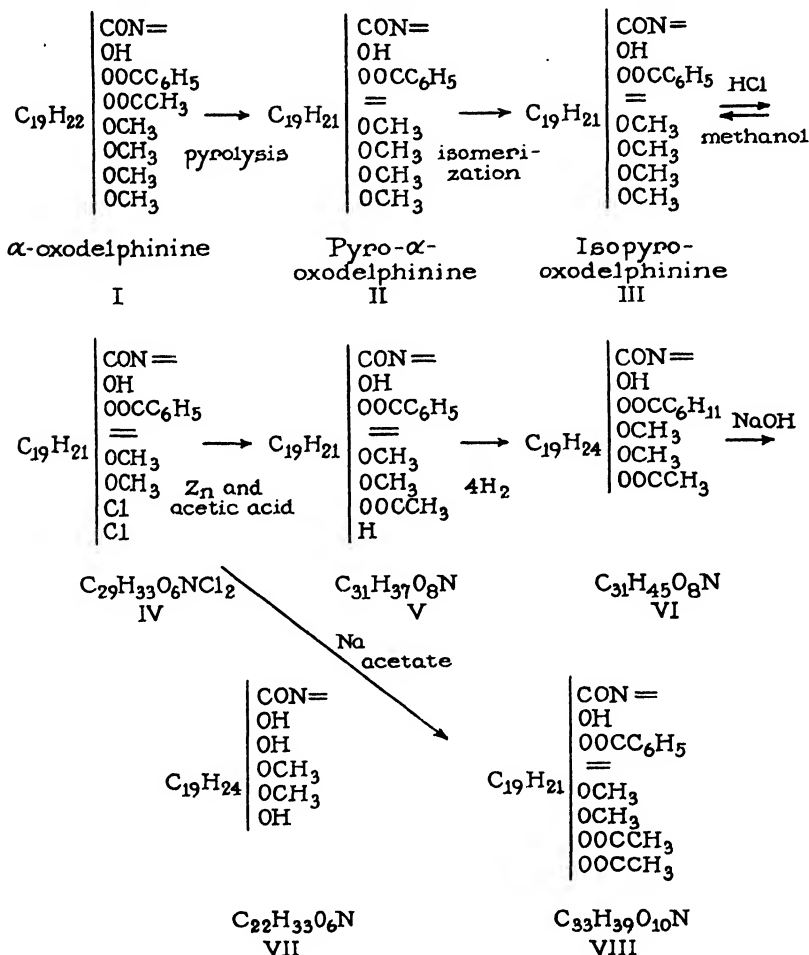 CON=
OH
OOCC6H5
OOCCH3
C19H22
OCH3
OCH3
OCH3
OCH3
pyrolysis
α-oxodelphinine
I
CON=
OH
OOCC6H5
=
C19H21
OCH3
OCH3
OCH3
OCH3
isomeri-
zation
Pyro-α-
oxodelphinine
II
CON=
OH
OOCC6H5
=
C19H21
OCH3
OCH3
OCH3
OCH3
HCl
methanol
Isopyro-
oxodelphinine
III
CON=
OH
OOCC6H5
=
C19H21
OCH3
OCH3
Cl
Cl
Zn and
acetic acid
C29H33O6NCl2
IV
CON=
OH
OOCC6H5
=
C19H21
OCH3
OCH3
OOCCH3
H
4H2
C31H37O8N
V
CON=
OH
OOCC6H11
C19H24
OCH3
OCH3
OOCCH3
NaOH
C31H45O8N
VI
Na
acetate
CON=
OH
OH
C19H24
OCH3
OCH3
OH
C22H33O6N
VII
CON=
OH
OOCC6H5
=
C19H21
OCH3
OCH3
OOCCH3
OOCCH3
C33H39O10N
VIII